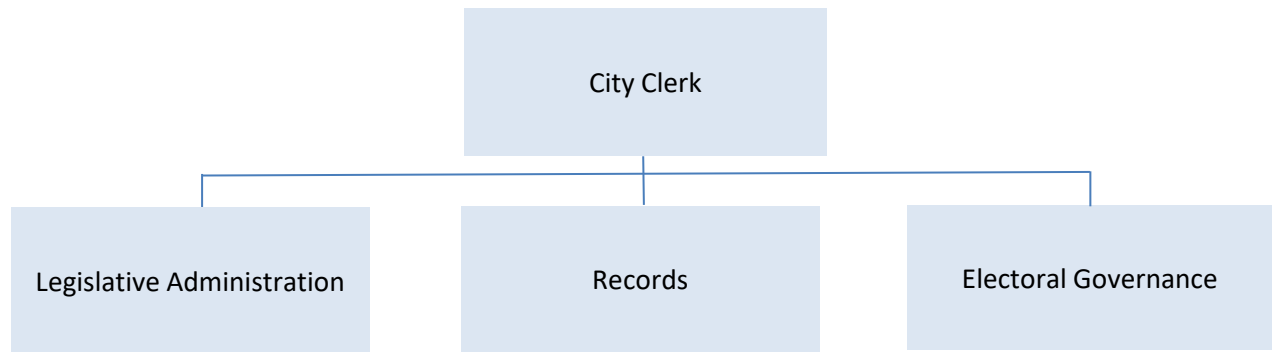 City Clerk
Legislative Administration
Records
Electoral Governance